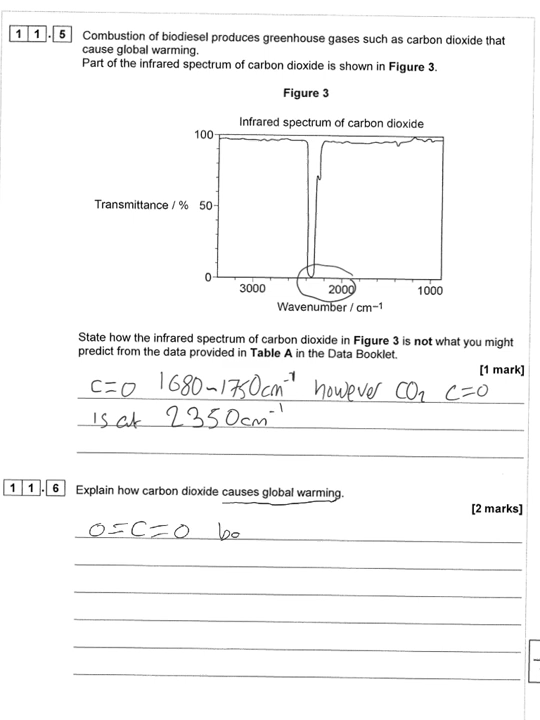 11.5 Combustion of biodiesel produces greenhouse gases such as carbon dioxide that
cause global warming.
Part of the infrared spectrum of carbon dioxide is shown in Figure 3.
Figure 3
Infrared spectrum of carbon dioxide
100
Transmittance / % 50
0
3000 2000 1000
Wavenumber / cm⁻¹
State how the infrared spectrum of carbon dioxide in Figure 3 is not what you might
predict from the data provided in Table A in the Data Booklet.
[1 mark]
C=O 1680-1750cm⁻¹ however CO₂ C=O
is at 2350cm⁻¹
11.6 Explain how carbon dioxide causes global warming.
[2 marks]
O=C=O bo